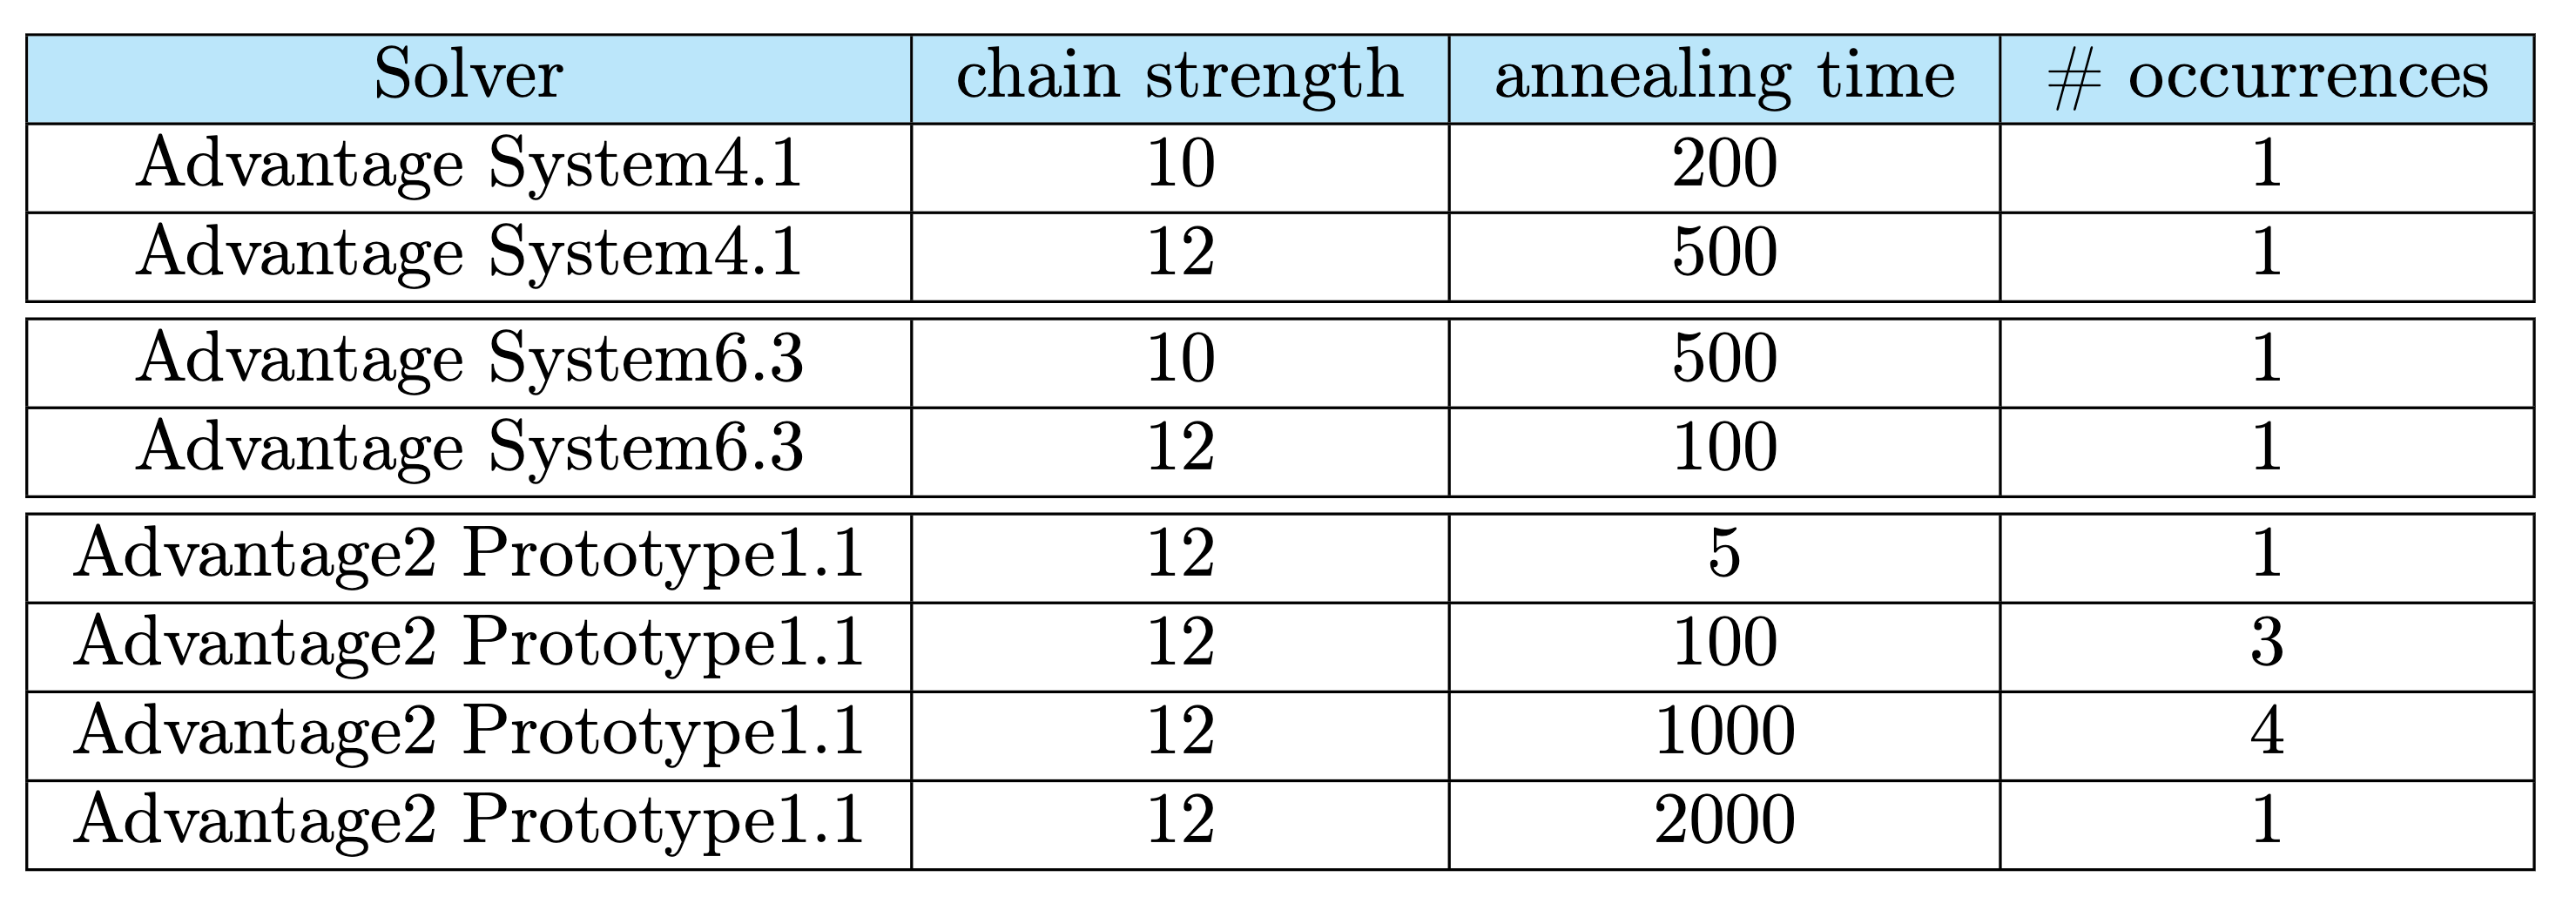 Solver chain strength annealing time # occurrences
Advantage System4.1 10 200 1
Advantage System4.1 12 500 1
Advantage System6.3 10 500 1
Advantage System6.3 12 100 1
Advantage2 Prototype1.1 12 5 1
Advantage2 Prototype1.1 12 100 3
Advantage2 Prototype1.1 12 1000 4
Advantage2 Prototype1.1 12 2000 1